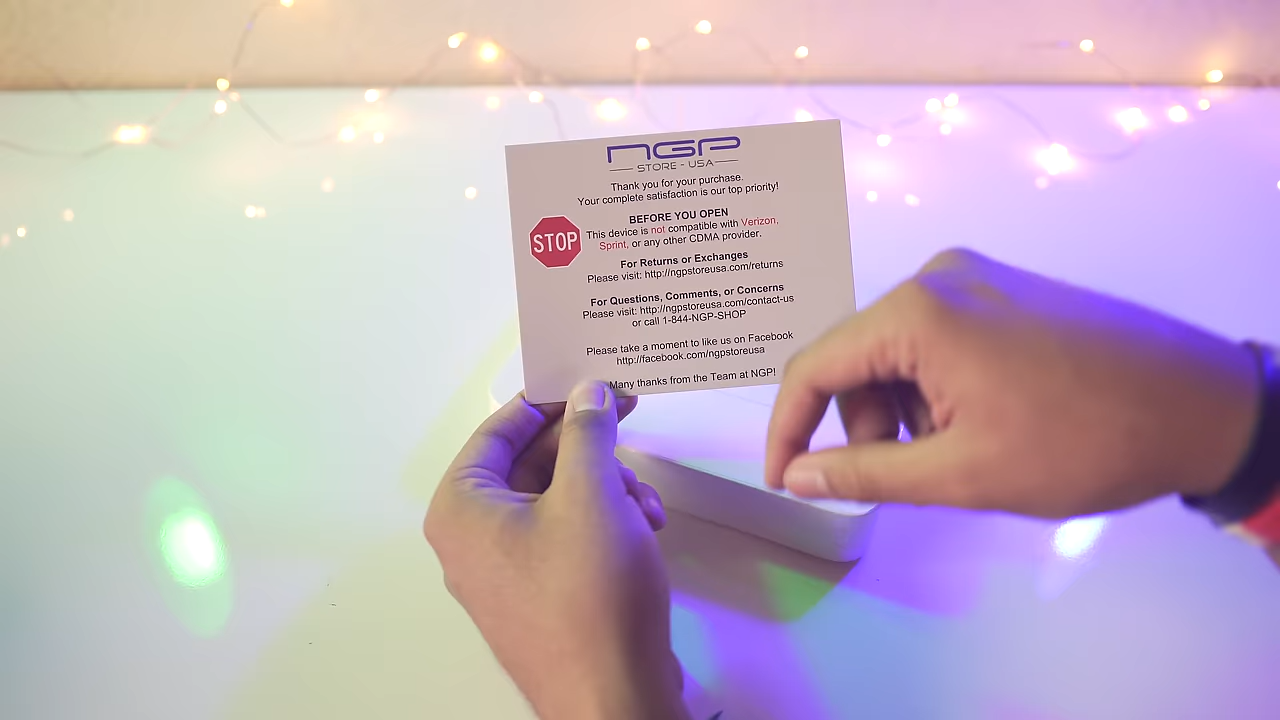 NGP
STORE - USA
Thank you for your purchase.
Your complete satisfaction is our top priority!
STOP
BEFORE YOU OPEN
This device is not compatible with Verizon,
Sprint, or any other CDMA provider.
For Returns or Exchanges
Please visit: http://ngpstoreusa.com/returns
For Questions, Comments, or Concerns
Please visit: http://ngpstoreusa.com/contact-us
or call 1-844-NGP-SHOP
Please take a moment to like us on Facebook
http://facebook.com/ngpstoreusa
Many thanks from the Team at NGP!